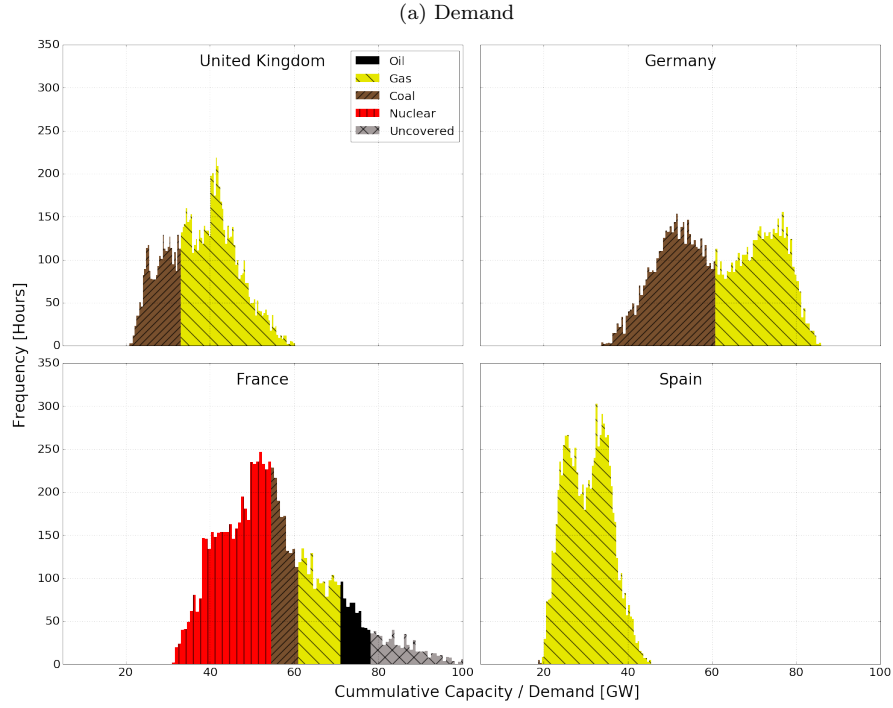 (a) Demand
Frequency [Hours]
United Kingdom
Oil
Gas
Coal
Nuclear
Uncovered
350
300
250
200
150
100
50
0
Germany
France
350
300
250
200
150
100
50
0
20
40
60
80
100
Spain
20
40
60
80
100
Cummulative Capacity / Demand [GW]